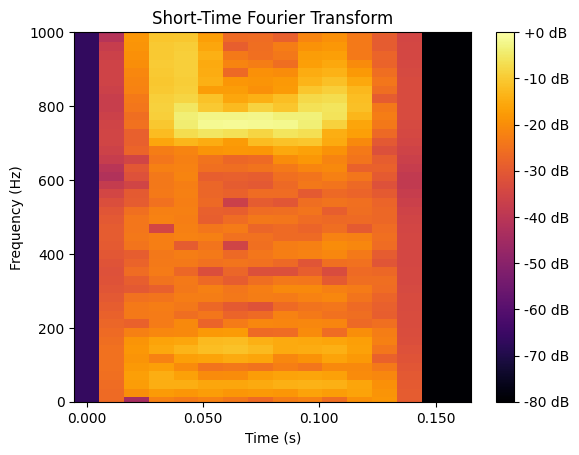 Short-Time Fourier Transform
1000
800
600
400
200
0
Frequency (Hz)
0.000
0.050
0.100
0.150
Time (s)
+0 dB
-10 dB
-20 dB
-30 dB
-40 dB
-50 dB
-60 dB
-70 dB
-80 dB